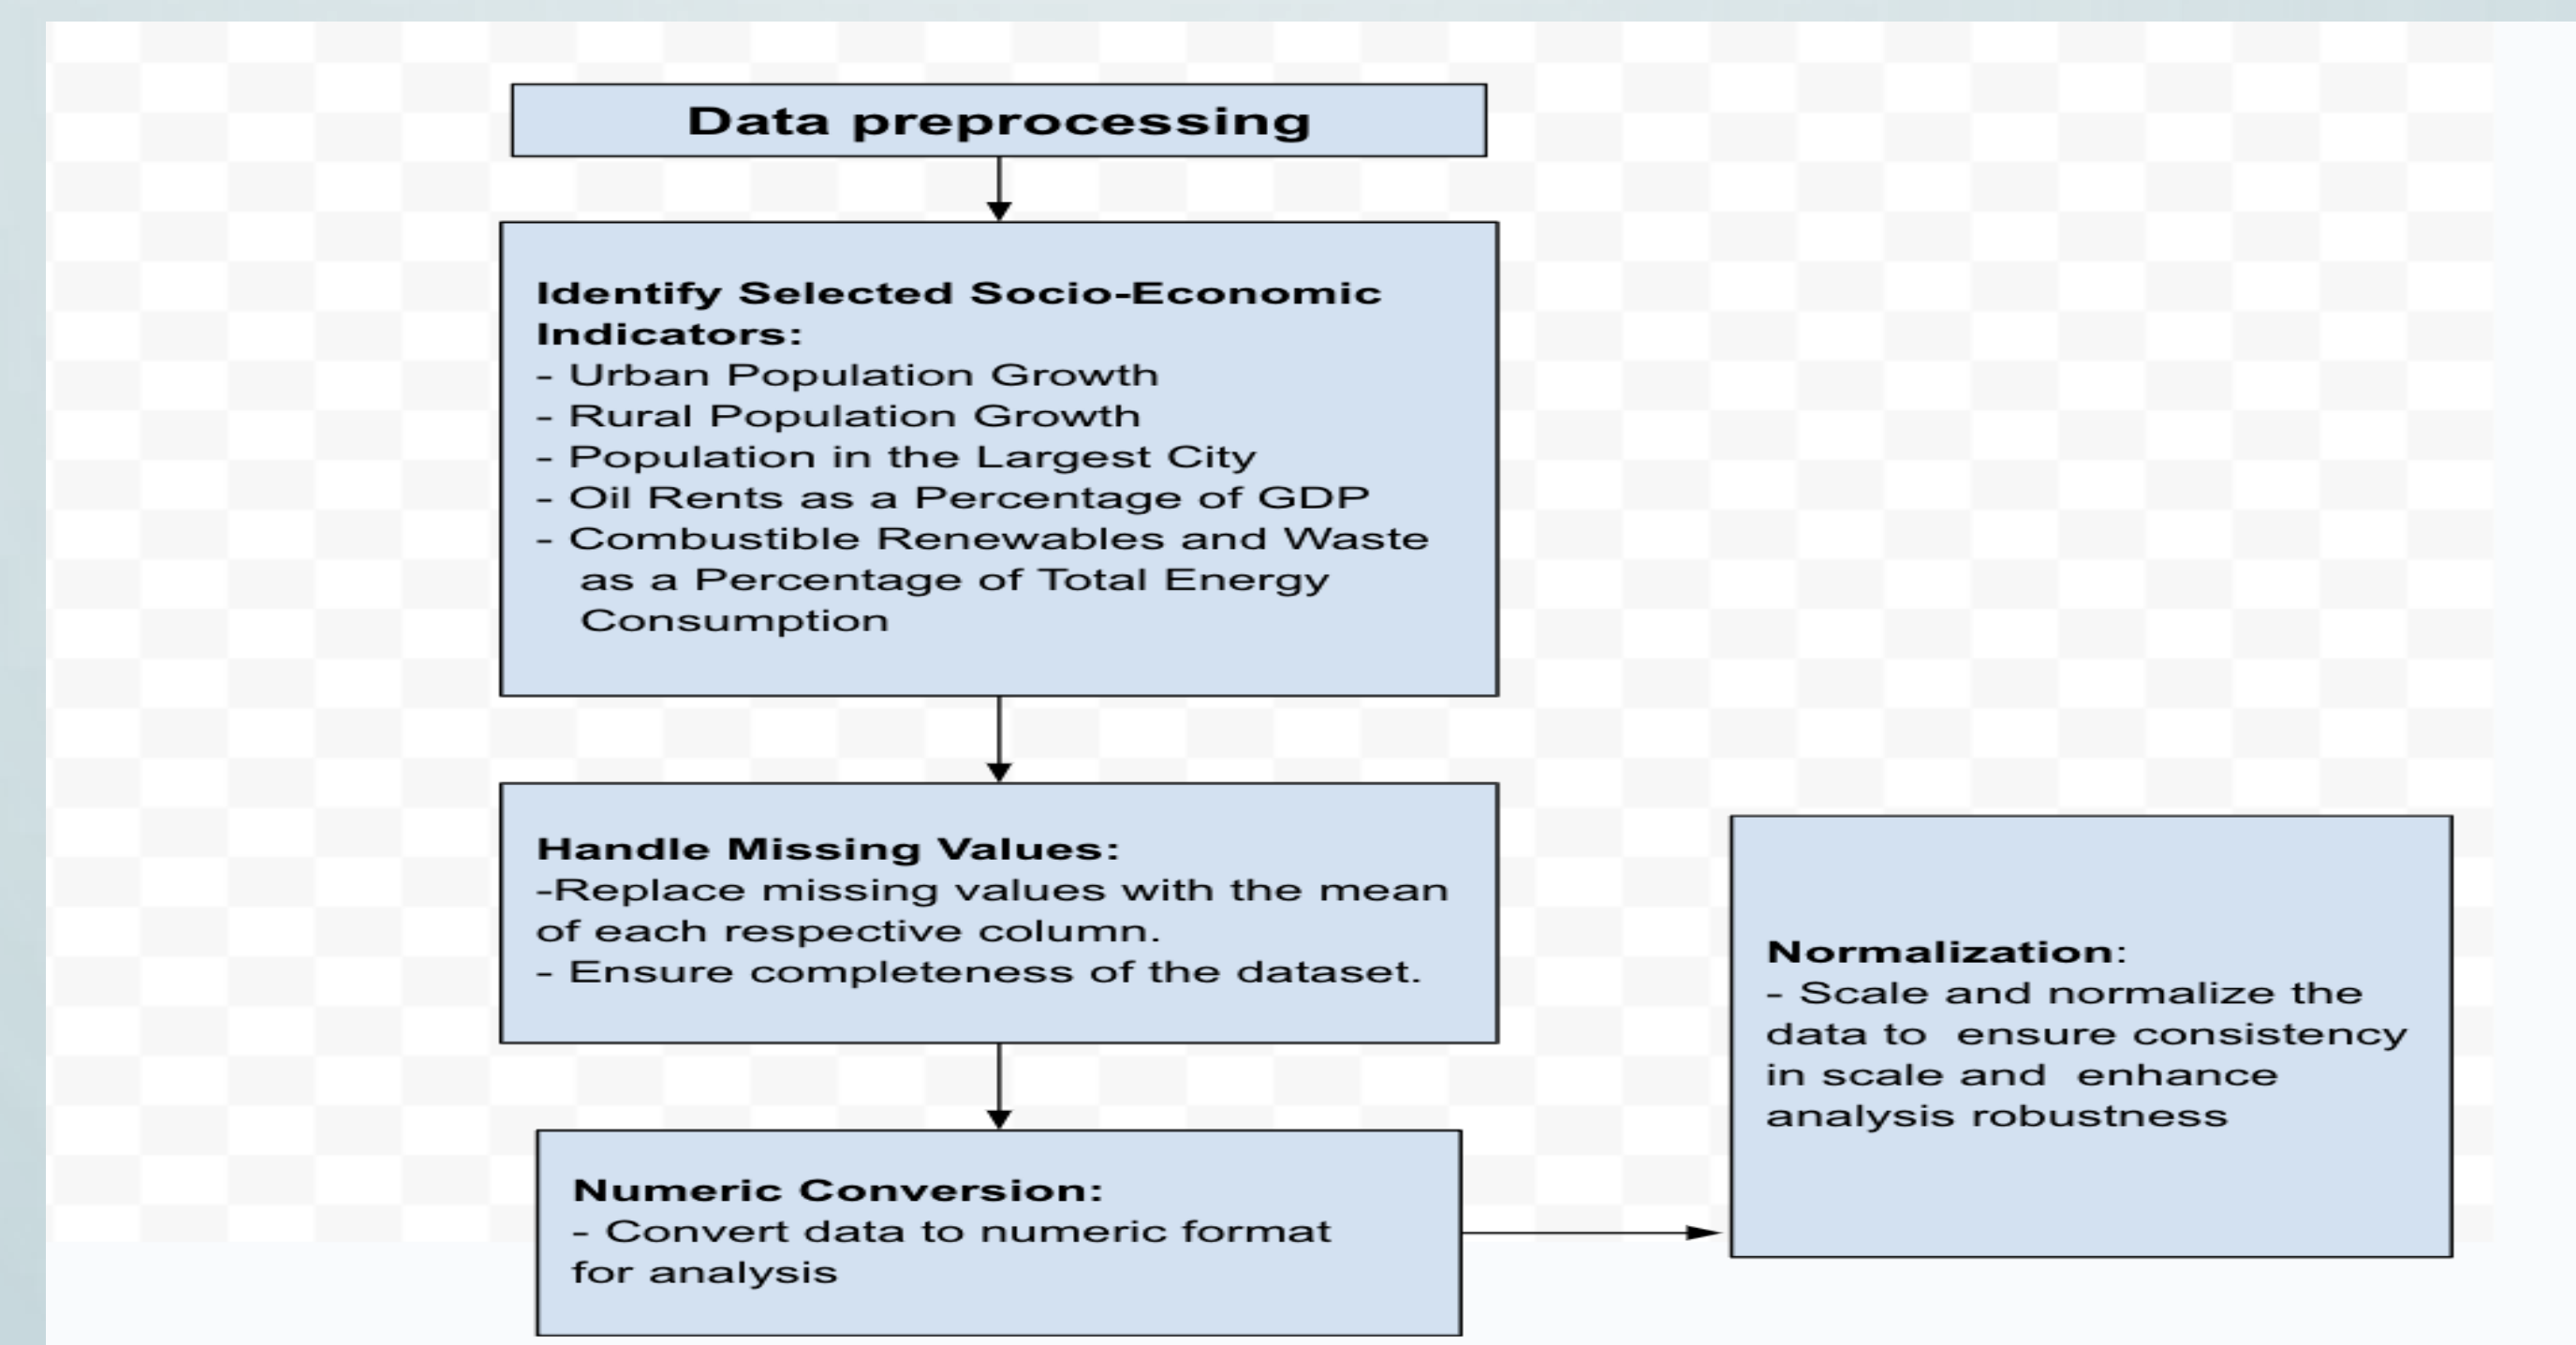 Data preprocessing
Identify Selected Socio-Economic
Indicators:
- Urban Population Growth
- Rural Population Growth
- Population in the Largest City
- Oil Rents as a Percentage of GDP
- Combustible Renewables and Waste
as a Percentage of Total Energy
Consumption
Handle Missing Values:
-Replace missing values with the mean
of each respective column.
- Ensure completeness of the dataset.
Numeric Conversion:
- Convert data to numeric format
for analysis
Normalization:
- Scale and normalize the
data to  ensure consistency
in scale and  enhance
analysis robustness